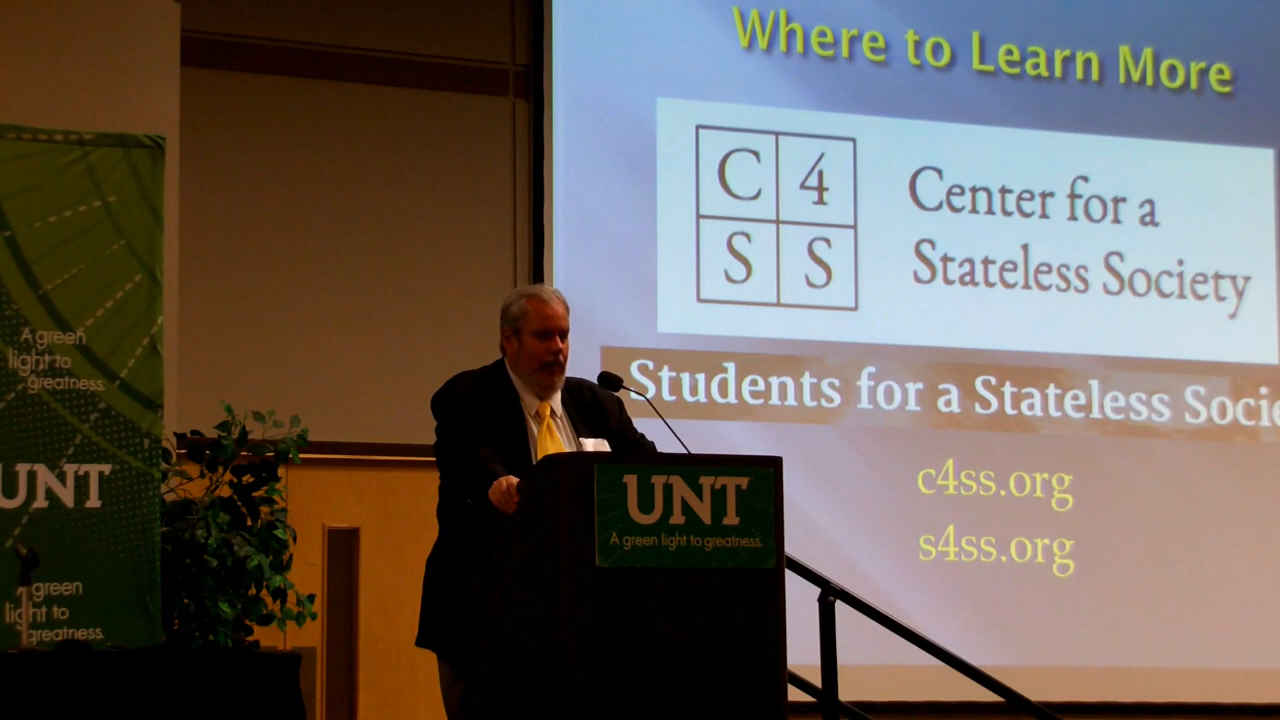 Where to Learn More
C 4
S S
Center for a
Stateless Society
Students for a Stateless
c4ss.org
s4ss.org
A green
light to
greatness.
UNT
green
light to
greatness.
UNT
A green light to greatness.